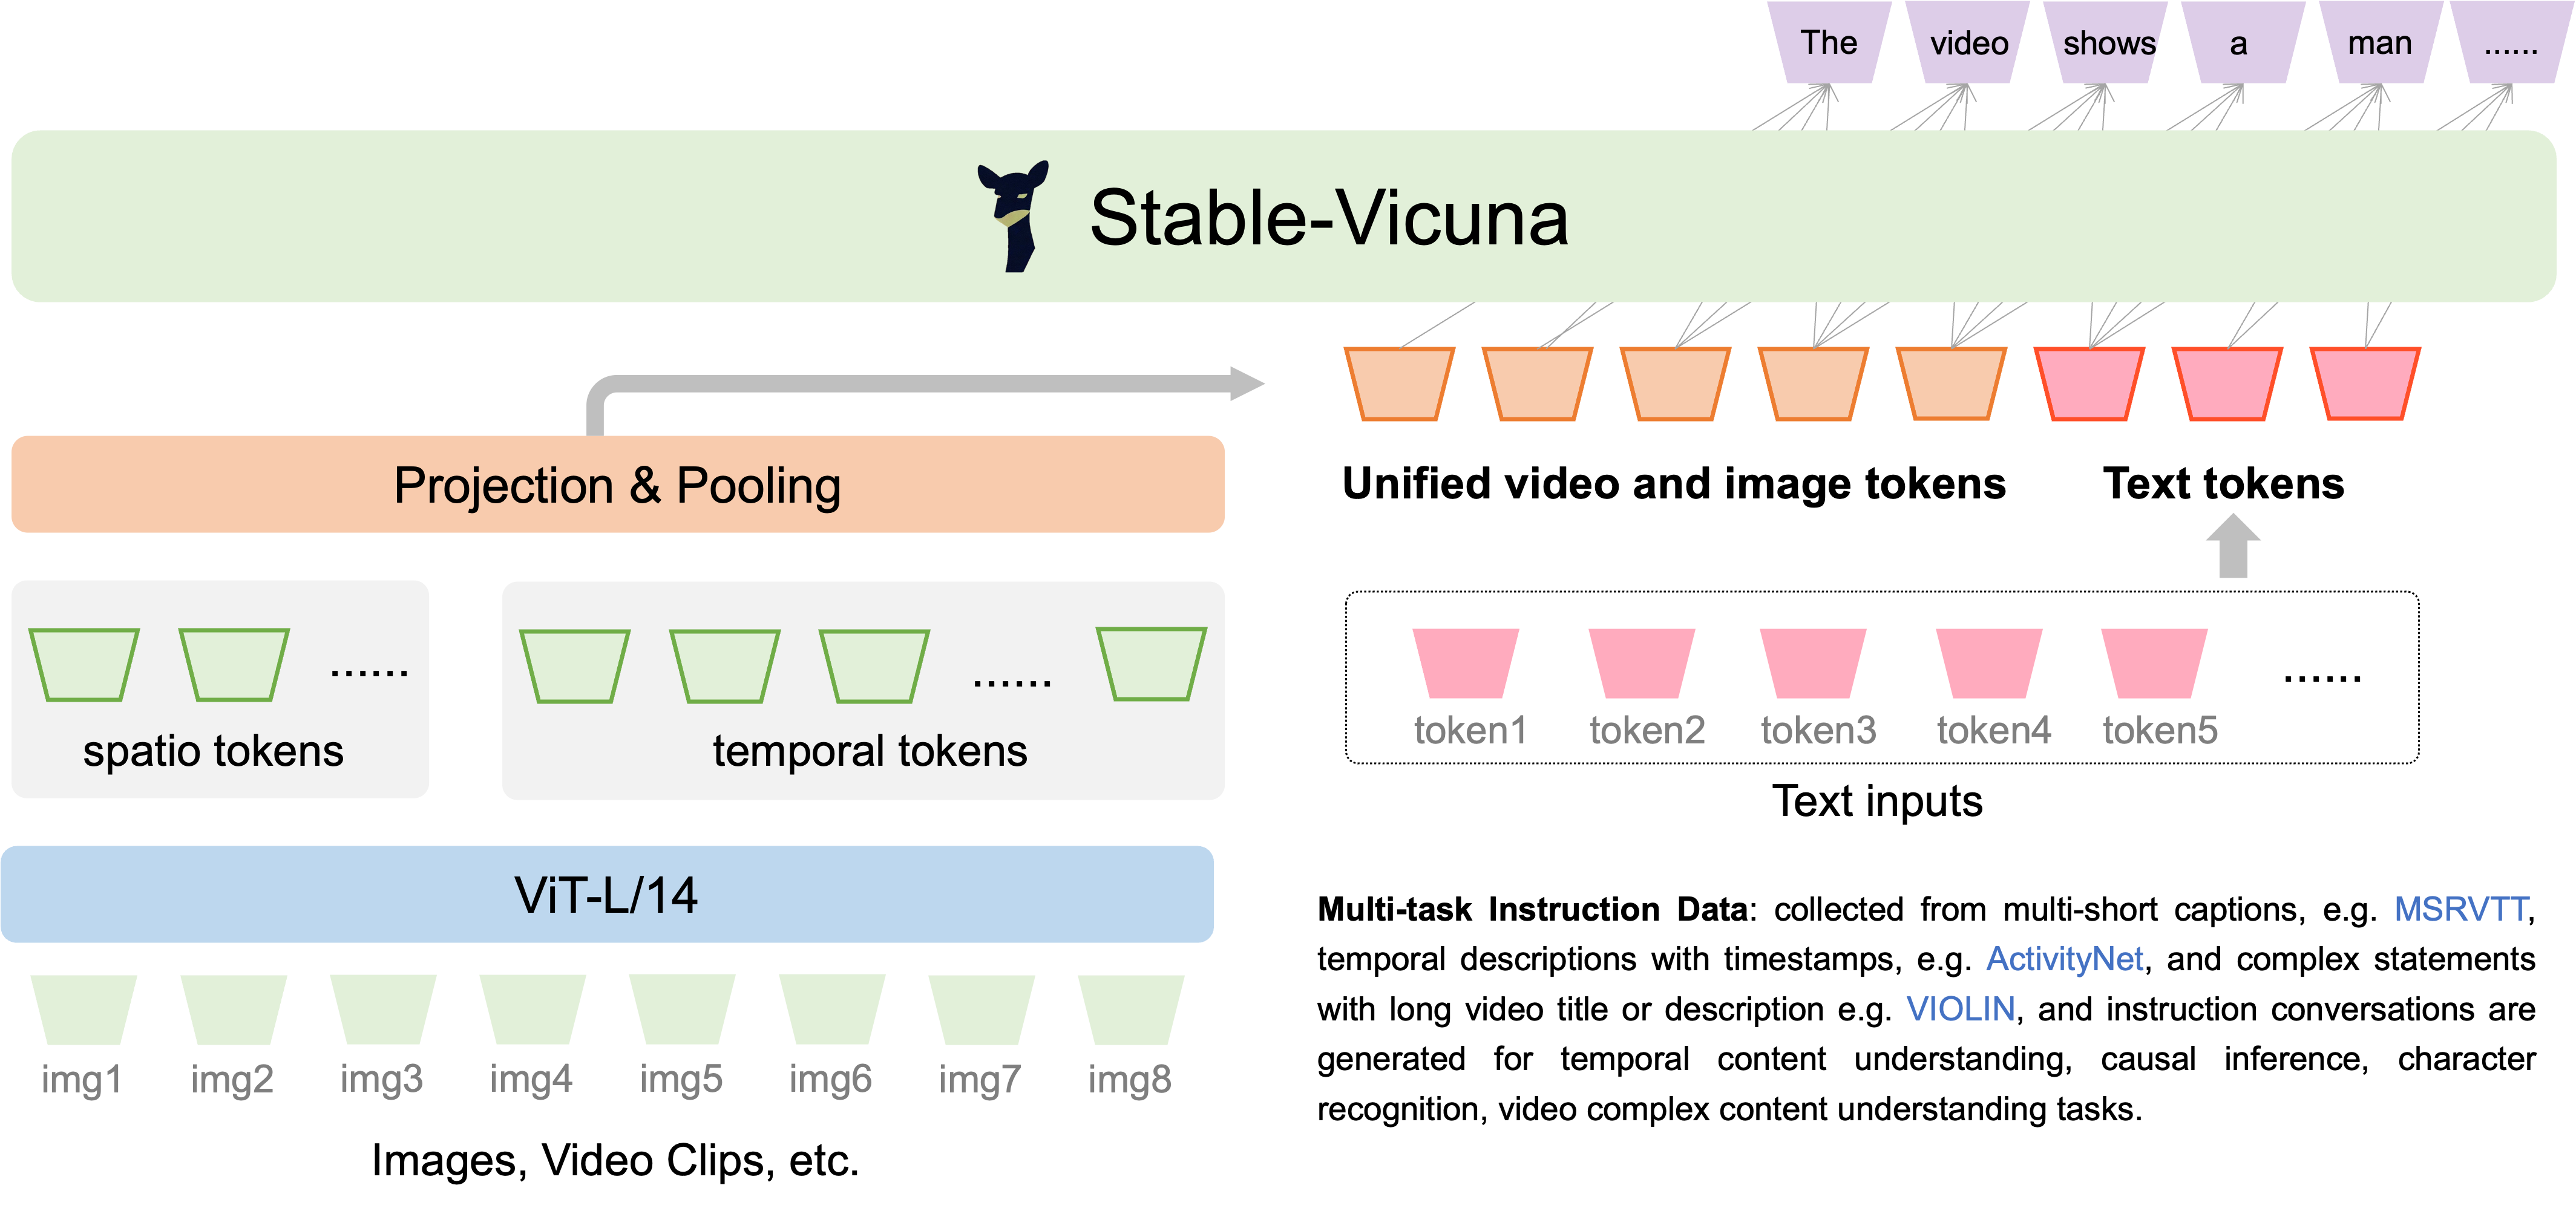 The video shows a man ......
Stable-Vicuna
Projection & Pooling
Unified video and image tokens
Text tokens
......
spatio tokens
......
temporal tokens
token1 token2 token3 token4 token5 ......
Text inputs
ViT-L/14
img1 img2 img3 img4 img5 img6 img7 img8
Images, Video Clips, etc.
Multi-task Instruction Data: collected from multi-short captions, e.g. MSRVTT,
temporal descriptions with timestamps, e.g. ActivityNet, and complex statements
with long video title or description e.g. VIOLIN, and instruction conversations are
generated for temporal content understanding, causal inference, character
recognition, video complex content understanding tasks.